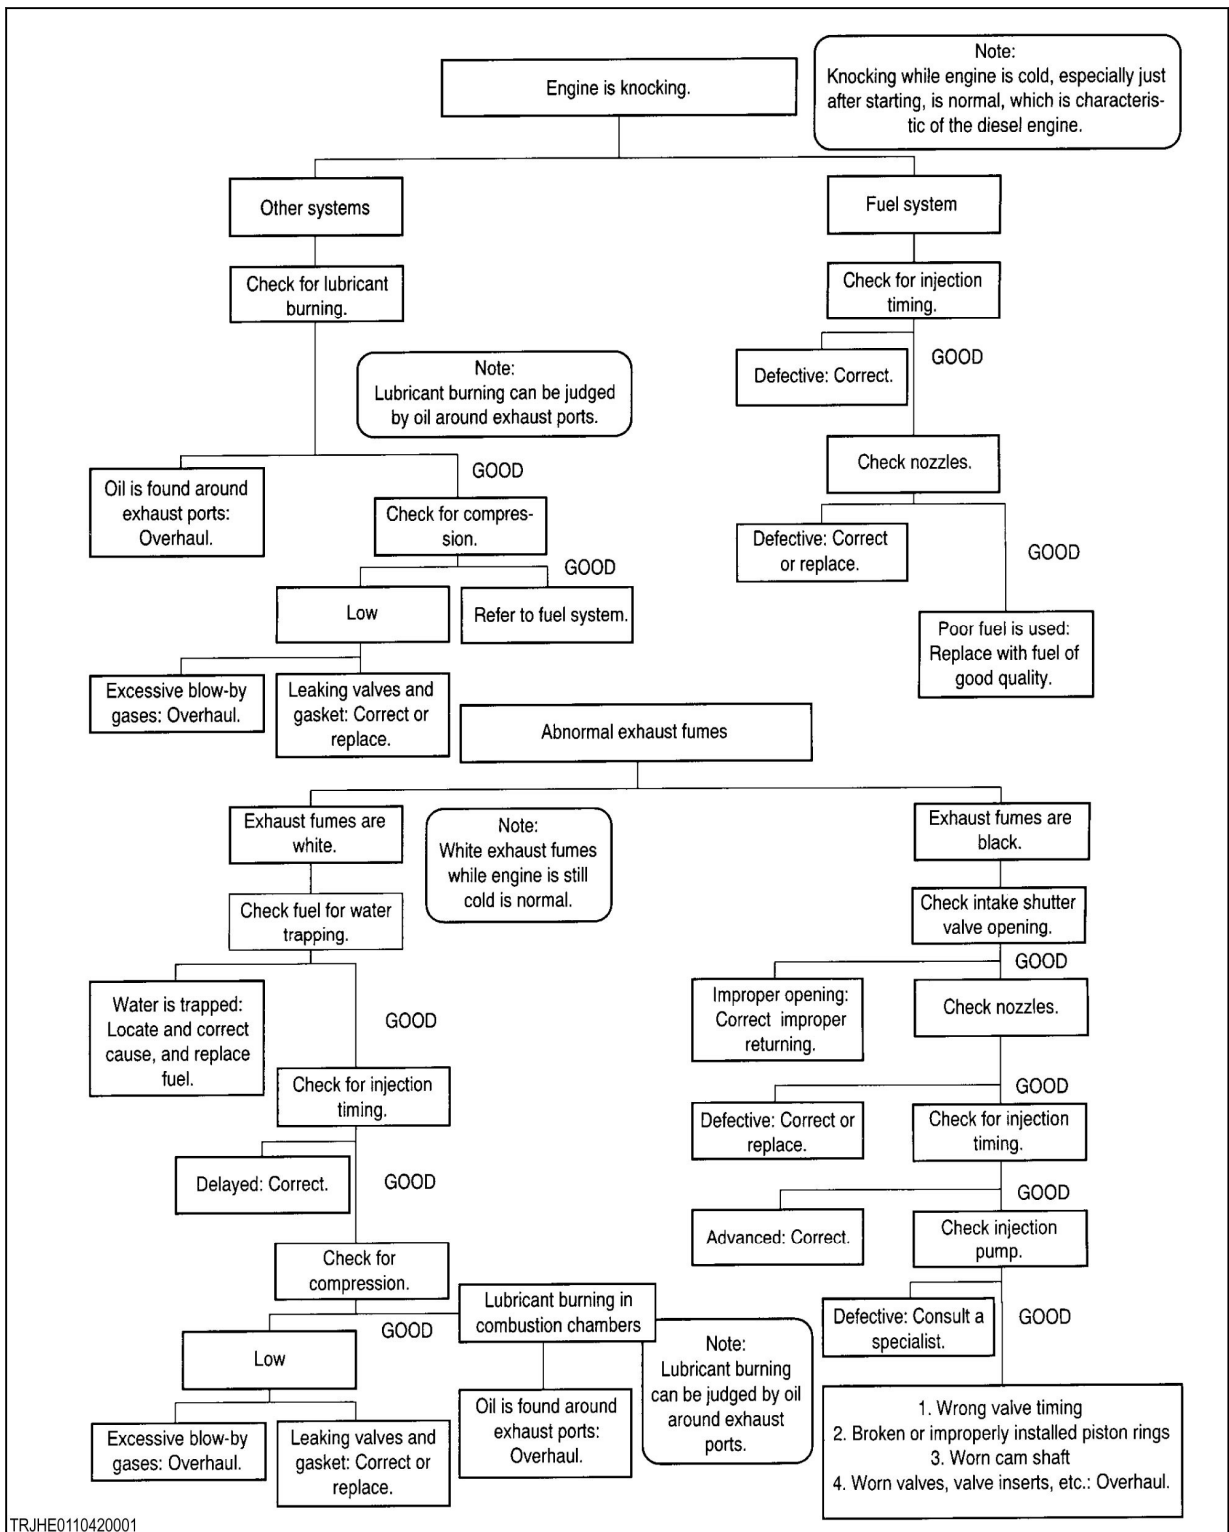 Engine is knocking.
Note:
Knocking while engine is cold, especially just
after starting, is normal, which is characteris-
tic of the diesel engine.
Other systems
Fuel system
Check for lubricant
burning.
Check for injection
timing.
GOOD
Defective: Correct.
Note:
Lubricant burning can be judged
by oil around exhaust ports.
Check nozzles.
GOOD
Oil is found around
exhaust ports:
Overhaul.
Check for compres-
sion.
Defective: Correct
or replace.
GOOD
GOOD
Low
Refer to fuel system.
Poor fuel is used:
Replace with fuel of
good quality.
Excessive blow-by
gases: Overhaul.
Leaking valves and
gasket: Correct or
replace.
Abnormal exhaust fumes
Exhaust fumes are
white.
Note:
White exhaust fumes
while engine is still
cold is normal.
Exhaust fumes are
black.
Check fuel for water
trapping.
Check intake shutter
valve opening.
GOOD
Water is trapped:
Locate and correct
cause, and replace
fuel.
GOOD
Improper opening:
Correct improper
returning.
Check nozzles.
GOOD
Check for injection
timing.
Defective: Correct or
replace.
Check for injection
timing.
Delayed: Correct.
GOOD
GOOD
Advanced: Correct.
Check injection
pump.
Check for
compression.
GOOD
Lubricant burning in
combustion chambers
Defective: Consult a
specialist.
GOOD
Low
Note:
Lubricant burning
can be judged by oil
around exhaust
ports.
Excessive blow-by
gases: Overhaul.
Leaking valves and
gasket: Correct or
replace.
Oil is found around
exhaust ports:
Overhaul.
1. Wrong valve timing
2. Broken or improperly installed piston rings
3. Worn cam shaft
4. Worn valves, valve inserts, etc.: Overhaul.
TRJHE0110420001